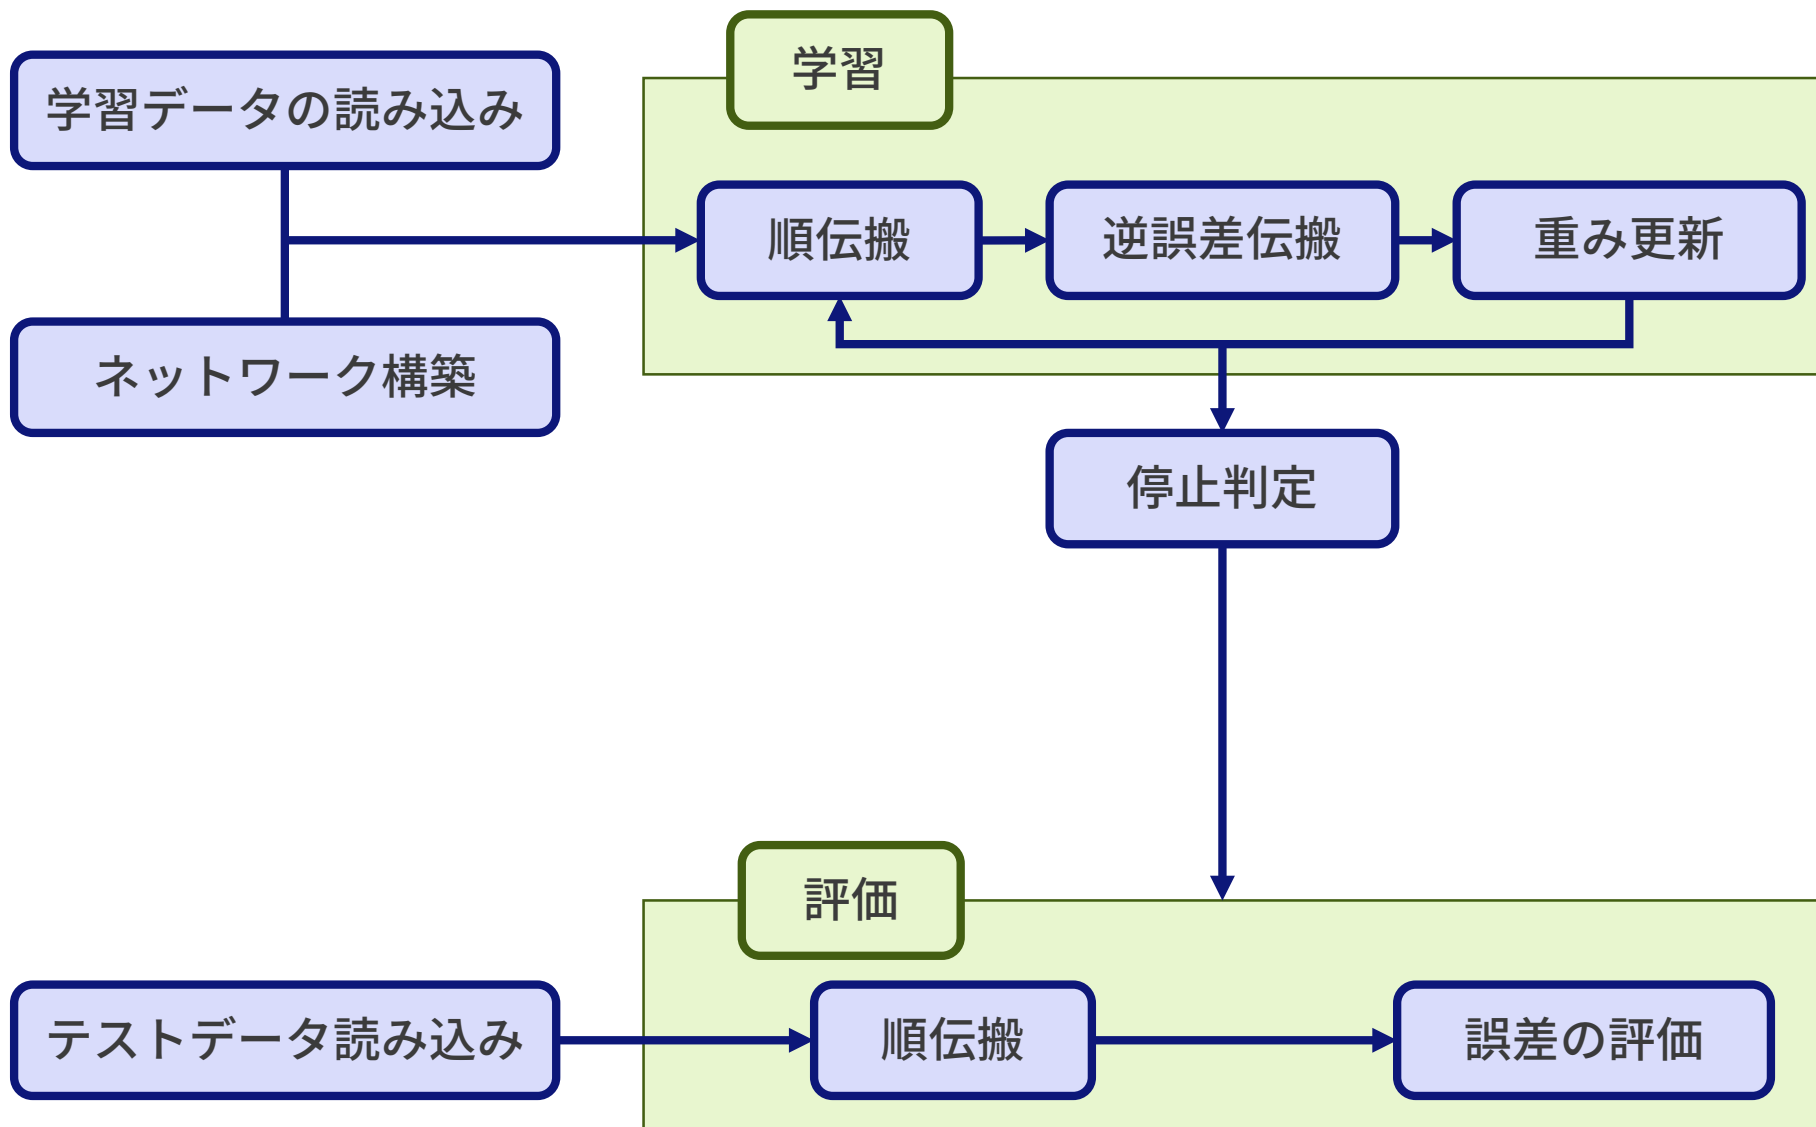 学習
学習データの読み込み
順伝搬
逆誤差伝搬
重み更新
ネットワーク構築
停止判定
評価
テストデータ読み込み
順伝搬
誤差の評価